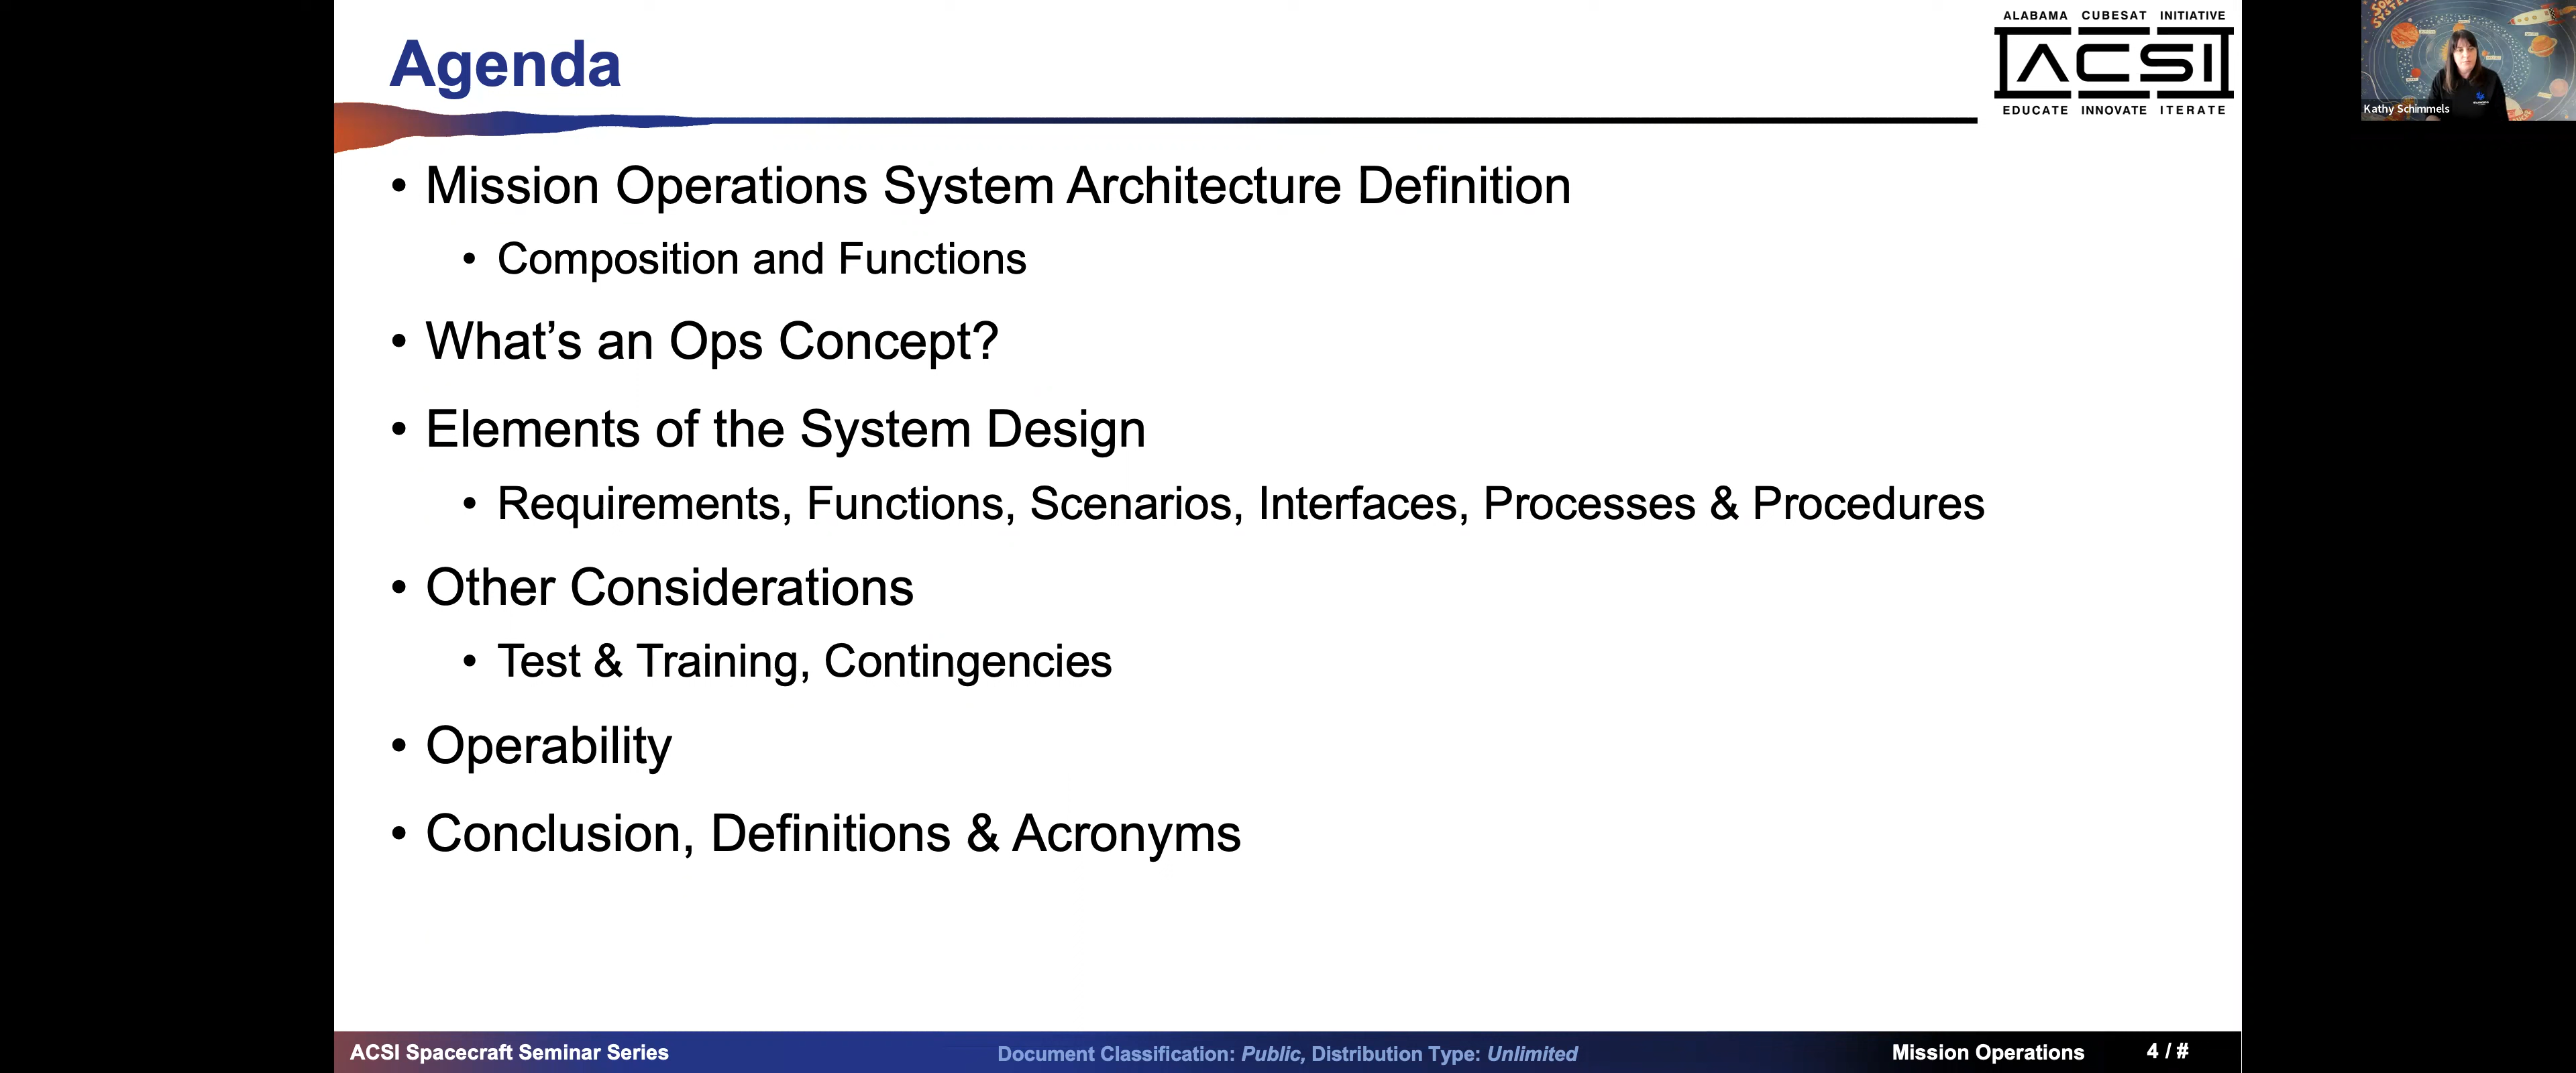 Agenda
ALABAMA CUBESAT INITIATIVE
ACSI
EDUCATE INNOVATE ITERATE
Kathy Schimmels
• Mission Operations System Architecture Definition
• Composition and Functions
• What's an Ops Concept?
• Elements of the System Design
• Requirements, Functions, Scenarios, Interfaces, Processes & Procedures
• Other Considerations
• Test & Training, Contingencies
• Operability
• Conclusion, Definitions & Acronyms
ACSI Spacecraft Seminar Series
Document Classification: Public, Distribution Type: Unlimited
Mission Operations
4 / #